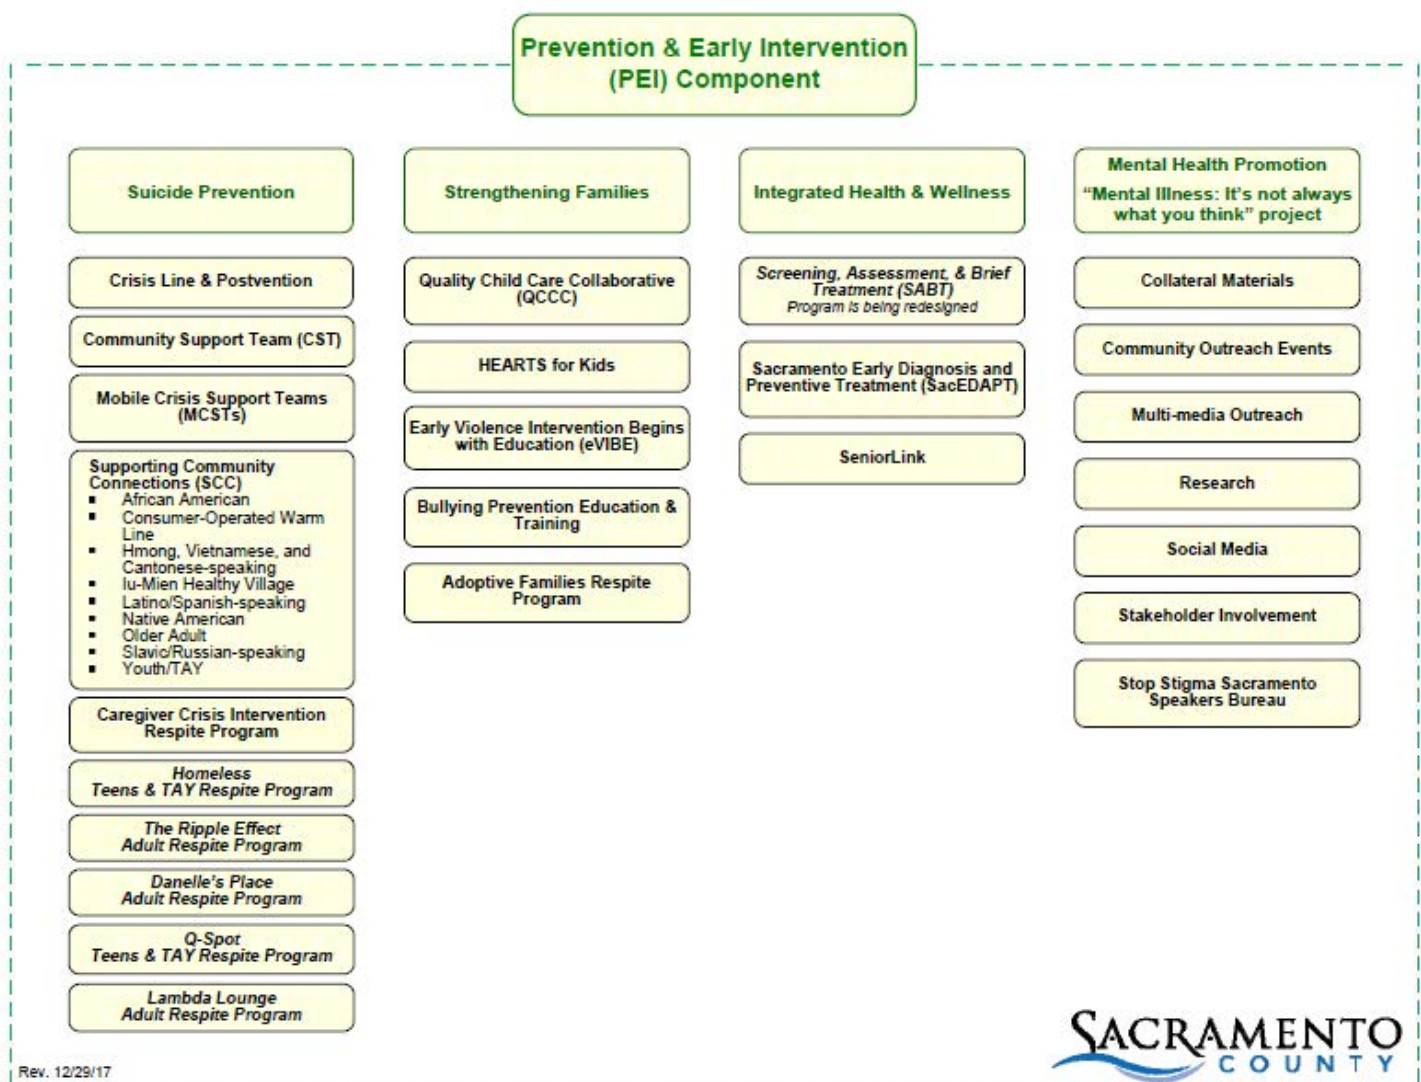 Prevention & Early Intervention
(PEI) Component
Suicide Prevention
Crisis Line & Postvention
Community Support Team (CST)
Mobile Crisis Support Teams
(MCSTs)
Supporting Community
Connections (SCC)
▪ African American
▪ Consumer-Operated Warm
Line
▪ Hmong, Vietnamese, and
Cantonese-speaking
▪ Iu-Mien Healthy Village
▪ Latino/Spanish-speaking
▪ Native American
▪ Older Adult
▪ Slavic/Russian-speaking
▪ Youth/TAY
Caregiver Crisis Intervention
Respite Program
Homeless
Teens & TAY Respite Program
The Ripple Effect
Adult Respite Program
Danelle's Place
Adult Respite Program
Q-Spot
Teens & TAY Respite Program
Lambda Lounge
Adult Respite Program
Strengthening Families
Quality Child Care Collaborative
(QCCC)
HEARTS for Kids
Early Violence Intervention Begins
with Education (eVIBE)
Bullying Prevention Education &
Training
Adoptive Families Respite
Program
Integrated Health & Wellness
Screening, Assessment, & Brief
Treatment (SABT)
Program is being redesigned
Sacramento Early Diagnosis and
Preventive Treatment (SacEDAPT)
SeniorLink
Mental Health Promotion
"Mental Illness: It's not always
what you think" project
Collateral Materials
Community Outreach Events
Multi-media Outreach
Research
Social Media
Stakeholder Involvement
Stop Stigma Sacramento
Speakers Bureau
Rev. 12/29/17
SACRAMENTO
COUNTY